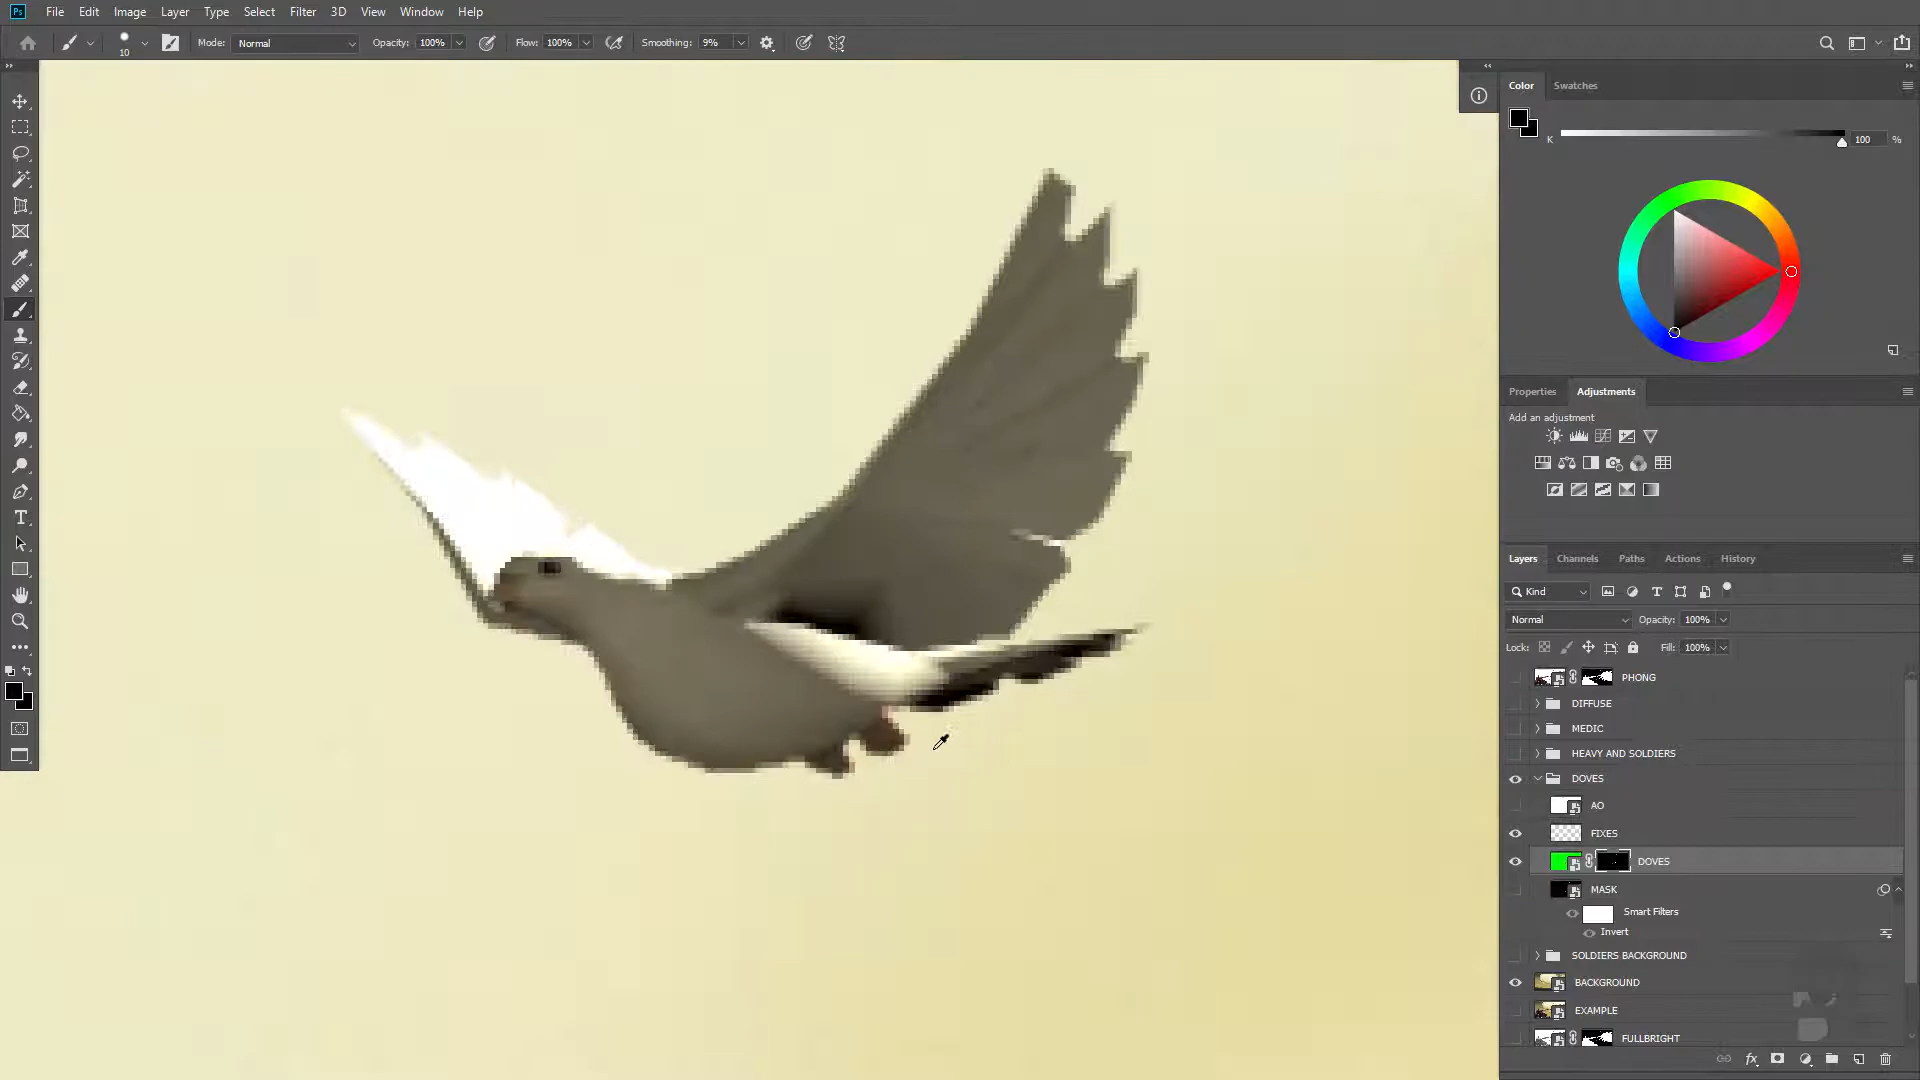 Ps File Edit Image Layer Type Select Filter 3D View Window Help
10 Mode: Normal Opacity: 100% Flow: 100% Smoothing: 9%
Color Swatches
K 100 %
Properties Adjustments
Add an adjustment
Layers Channels Paths Actions History
Kind
Normal Opacity: 100%
Lock: Fill: 100%
PHONG
DIFFUSE
MEDIC
HEAVY AND SOLDIERS
DOVES
AO
FIXES
DOVES
MASK
Smart Filters
Invert
SOLDIERS BACKGROUND
BACKGROUND
EXAMPLE
FULLBRIGHT